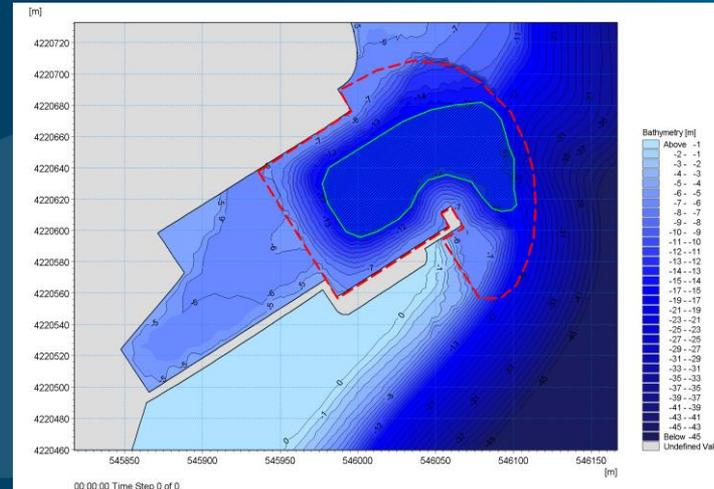 [m]
4220720
4220700
4220680
4220660
4220640
4220620
4220600
4220580
4220560
4220540
4220520
4220500
4220480
4220460
545850 545900 545950 546000 546050 546100 546150
[m]
00:00:00 Time Step 0 of 0.
Bathymetry [m]
Above -1
-2 - -1
-3 - -2
-4 - -3
-5 - -4
-6 - -5
-7 - -6
-8 - -7
-9 - -8
-10 - -9
-11 - -10
-12 - -11
-13 - -12
-14 - -13
-15 - -14
-17 - -15
-19 - -17
-21 - -19
-23 - -21
-25 - -23
-27 - -25
-29 - -27
-31 - -29
-33 - -31
-35 - -33
-37 - -35
-39 - -37
-41 - -39
-43 - -41
-45 - -43
Below -45
Undefined Val